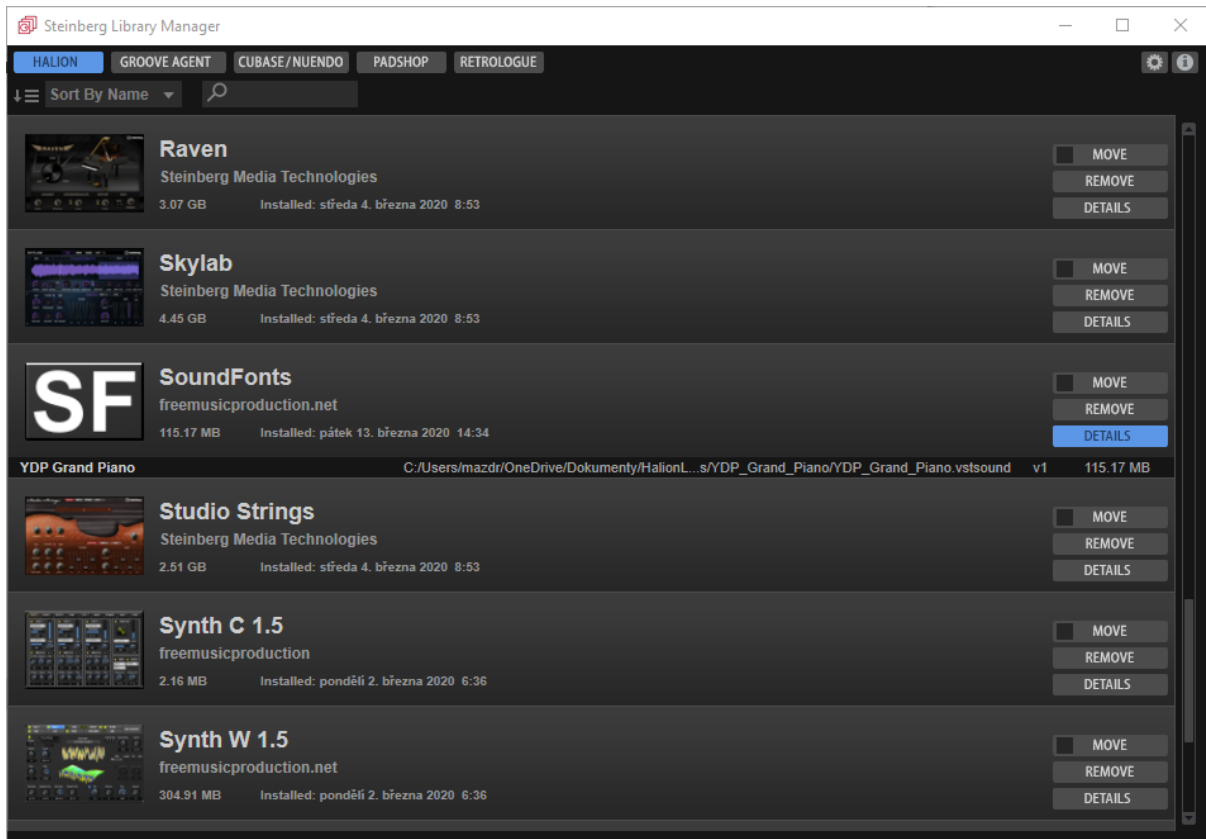 Steinberg Library Manager
HALION GROOVE AGENT CUBASE/NUENDO PADSHOP RETROLOGUE
Sort By Name
Raven
Steinberg Media Technologies
3.07 GB Installed: středa 4. března 2020 8:53
MOVE
REMOVE
DETAILS
Skylab
Steinberg Media Technologies
4.45 GB Installed: středa 4. března 2020 8:53
MOVE
REMOVE
DETAILS
SF
SoundFonts
freemusicproduction.net
115.17 MB Installed: pátek 13. března 2020 14:34
MOVE
REMOVE
DETAILS
YDP Grand Piano C:/Users/mazdr/OneDrive/Dokumenty/HalionL...s/YDP_Grand_Piano/YDP_Grand_Piano.vstsound v1 115.17 MB
Studio Strings
Steinberg Media Technologies
2.51 GB Installed: středa 4. března 2020 8:53
MOVE
REMOVE
DETAILS
Synth C 1.5
freemusicproduction
2.16 MB Installed: pondělí 2. března 2020 6:36
MOVE
REMOVE
DETAILS
Synth W 1.5
freemusicproduction.net
304.91 MB Installed: pondělí 2. března 2020 6:36
MOVE
REMOVE
DETAILS